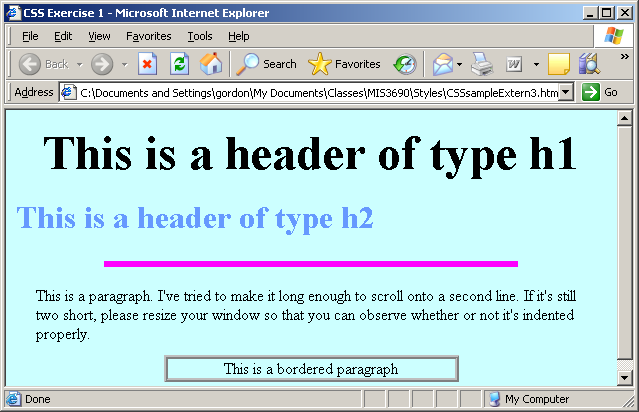 CSS Exercise 1 - Microsoft Internet Explorer
File Edit View Favorites Tools Help
Back Search Favorites W »
Address C:\Documents and Settings\gordon\My Documents\Classes\MIS3690\Styles\CSSsampleExtern3.htm Go
This is a header of type h1
This is a header of type h2
This is a paragraph. I've tried to make it long enough to scroll onto a second line. If it's still
two short, please resize your window so that you can observe whether or not it's indented
properly.
This is a bordered paragraph
Done My Computer